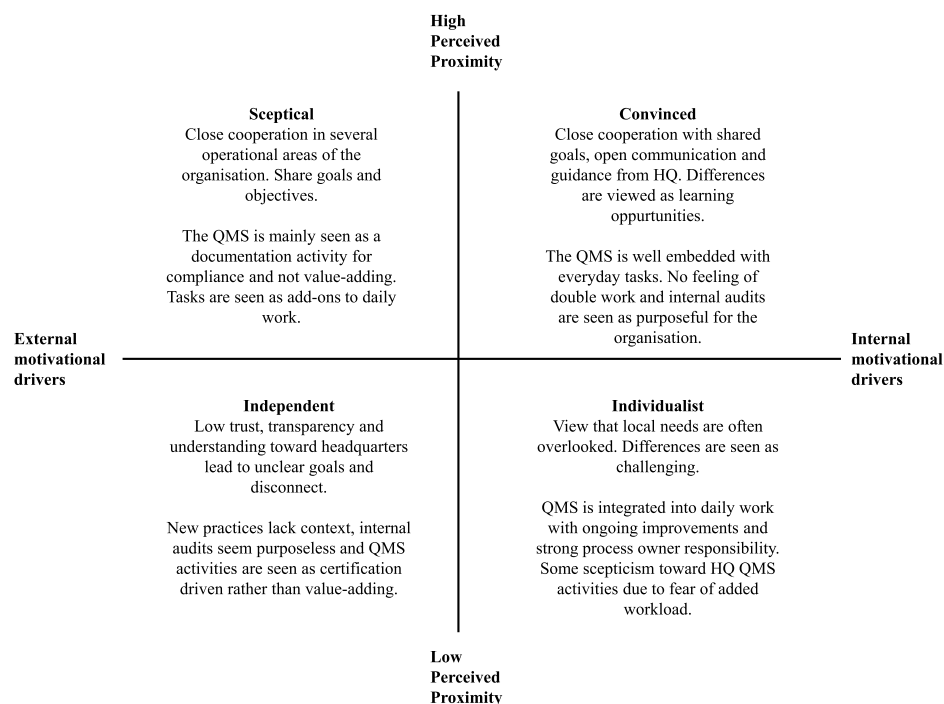 High
Perceived
Proximity
Sceptical
Close cooperation in several
operational areas of the
organisation. Share goals and
objectives.
The QMS is mainly seen as a
documentation activity for
compliance and not value-adding.
Tasks are seen as add-ons to daily
work.
Convinced
Close cooperation with shared
goals, open communication and
guidance from HQ. Differences
are viewed as learning
oppurtunities.
The QMS is well embedded with
everyday tasks. No feeling of
double work and internal audits
are seen as purposeful for the
organisation.
External
motivational
drivers
Internal
motivational
drivers
Independent
Low trust, transparency and
understanding toward headquarters
lead to unclear goals and
disconnect.
New practices lack context, internal
audits seem purposeless and QMS
activities are seen as certification
driven rather than value-adding.
Individualist
View that local needs are often
overlooked. Differences are seen as
challenging.
QMS is integrated into daily work
with ongoing improvements and
strong process owner responsibility.
Some scepticism toward HQ QMS
activities due to fear of added
workload.
Low
Perceived
Proximity